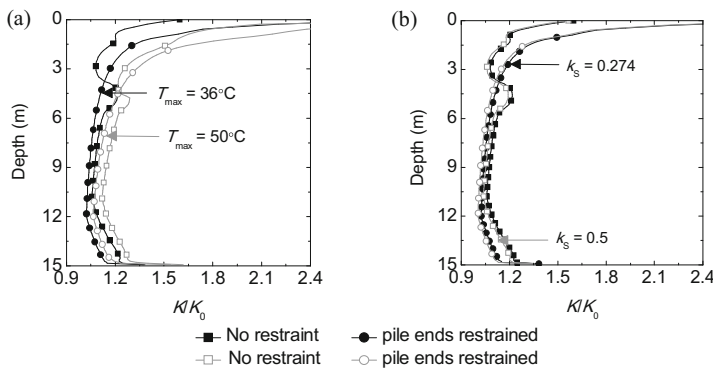 (a)
0
3
6
9
12
15
Depth (m)
T_max = 36°C
T_max = 50°C
0.9 1.2 1.5 1.8 2.1 2.4
K/K_0
(b)
0
3
6
9
12
15
Depth (m)
k_S = 0.274
k_S = 0.5
0.9 1.2 1.5 1.8 2.1 2.4
K/K_0
No restraint pile ends restrained
No restraint pile ends restrained